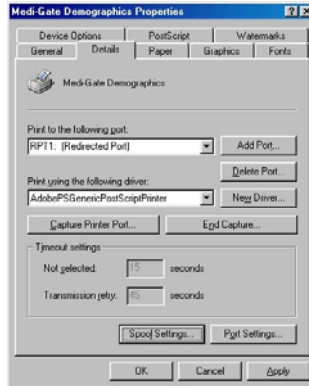 Medi-Gate Demographics Properties
Device Options PostScript Watermarks
General Details Paper Graphics Fonts
Medi-Gate Demographics
Print to the following port:
RPT1: (Redirected Port) Add Port...
Delete Port...
Print using the following driver:
AdobePSGenericPostScriptPrinter New Driver...
Capture Printer Port... End Capture...
Timeout settings
Not selected: 15 seconds
Transmission retry: 45 seconds
Spool Settings... Port Settings...
OK Cancel Apply